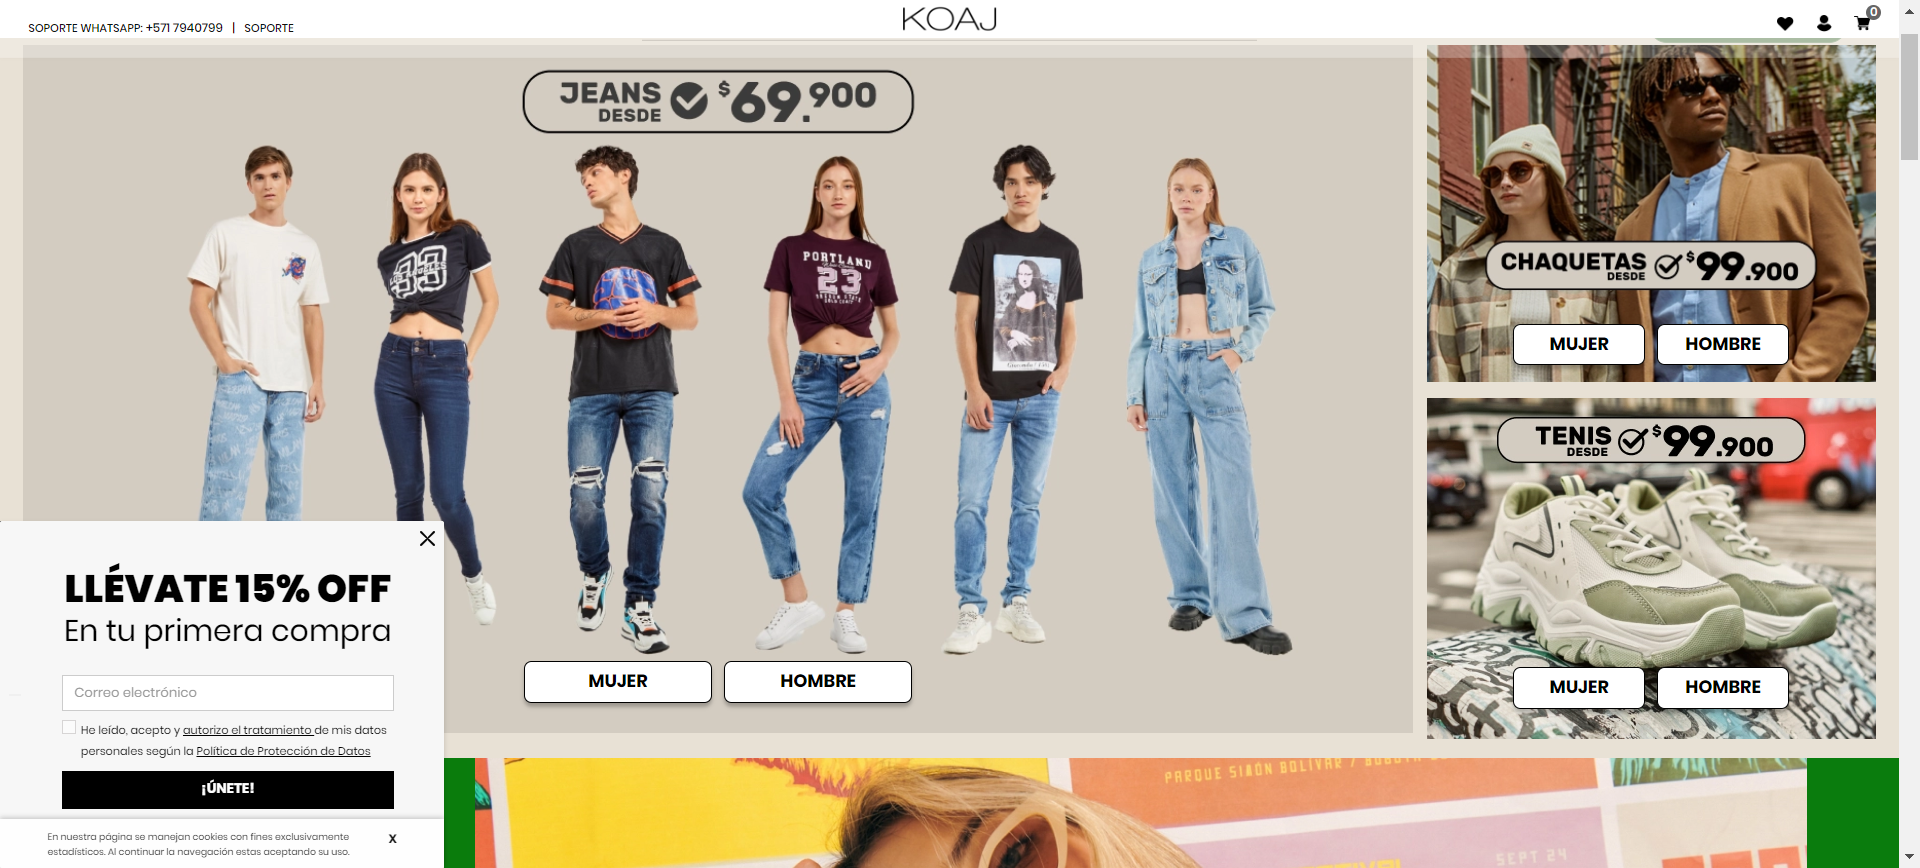 SOPORTE WHATSAPP: +571 7940799 | SOPORTE
KOAJ
0
JEANS
DESDE
$69.900
PORTLAND
23
CHAQUETAS
DESDE
$99.900
MUJER
HOMBRE
TENIS
DESDE
$99.900
MUJER
HOMBRE
MUJER
HOMBRE
LLÉVATE 15% OFF
En tu primera compra
Correo electrónico
He leído, acepto y autorizo el tratamiento de mis datos
personales según la Política de Protección de Datos
¡ÚNETE!
En nuestra página se manejan cookies con fines exclusivamente
estadísticos. Al continuar la navegación estas aceptando su uso.
X
PARQUE SIMÓN BOLÍVAR /
SEPT 24